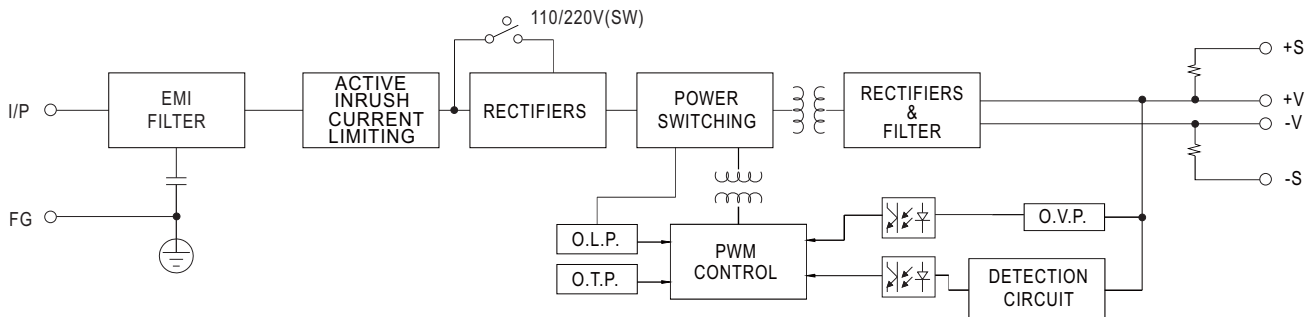 110/220V(SW)
+S
I/P
EMI
FILTER
ACTIVE
INRUSH
CURRENT
LIMITING
RECTIFIERS
POWER
SWITCHING
RECTIFIERS
&
FILTER
+V
-V
-S
FG
O.L.P.
O.T.P.
PWM
CONTROL
O.V.P.
DETECTION
CIRCUIT